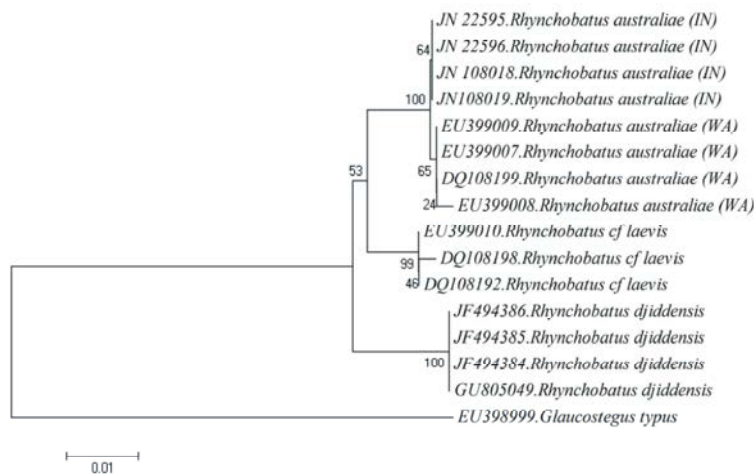 JN 22595.Rhynchobatus australiae (IN)
64
JN 22596.Rhynchobatus australiae (IN)
JN 108018.Rhynchobatus australiae (IN)
100
JN108019.Rhynchobatus australiae (IN)
EU399009.Rhynchobatus australiae (WA)
EU399007.Rhynchobatus australiae (WA)
53
65
DQ108199.Rhynchobatus australiae (WA)
24
EU399008.Rhynchobatus australiae (WA)
EU399010.Rhynchobatus cf laevis
99
DQ108198.Rhynchobatus cf laevis
46
DQ108192.Rhynchobatus cf laevis
JF494386.Rhynchobatus djiddensis
JF494385.Rhynchobatus djiddensis
100
JF494384.Rhynchobatus djiddensis
GU805049.Rhynchobatus djiddensis
EU398999.Glaucostegus typus
0.01